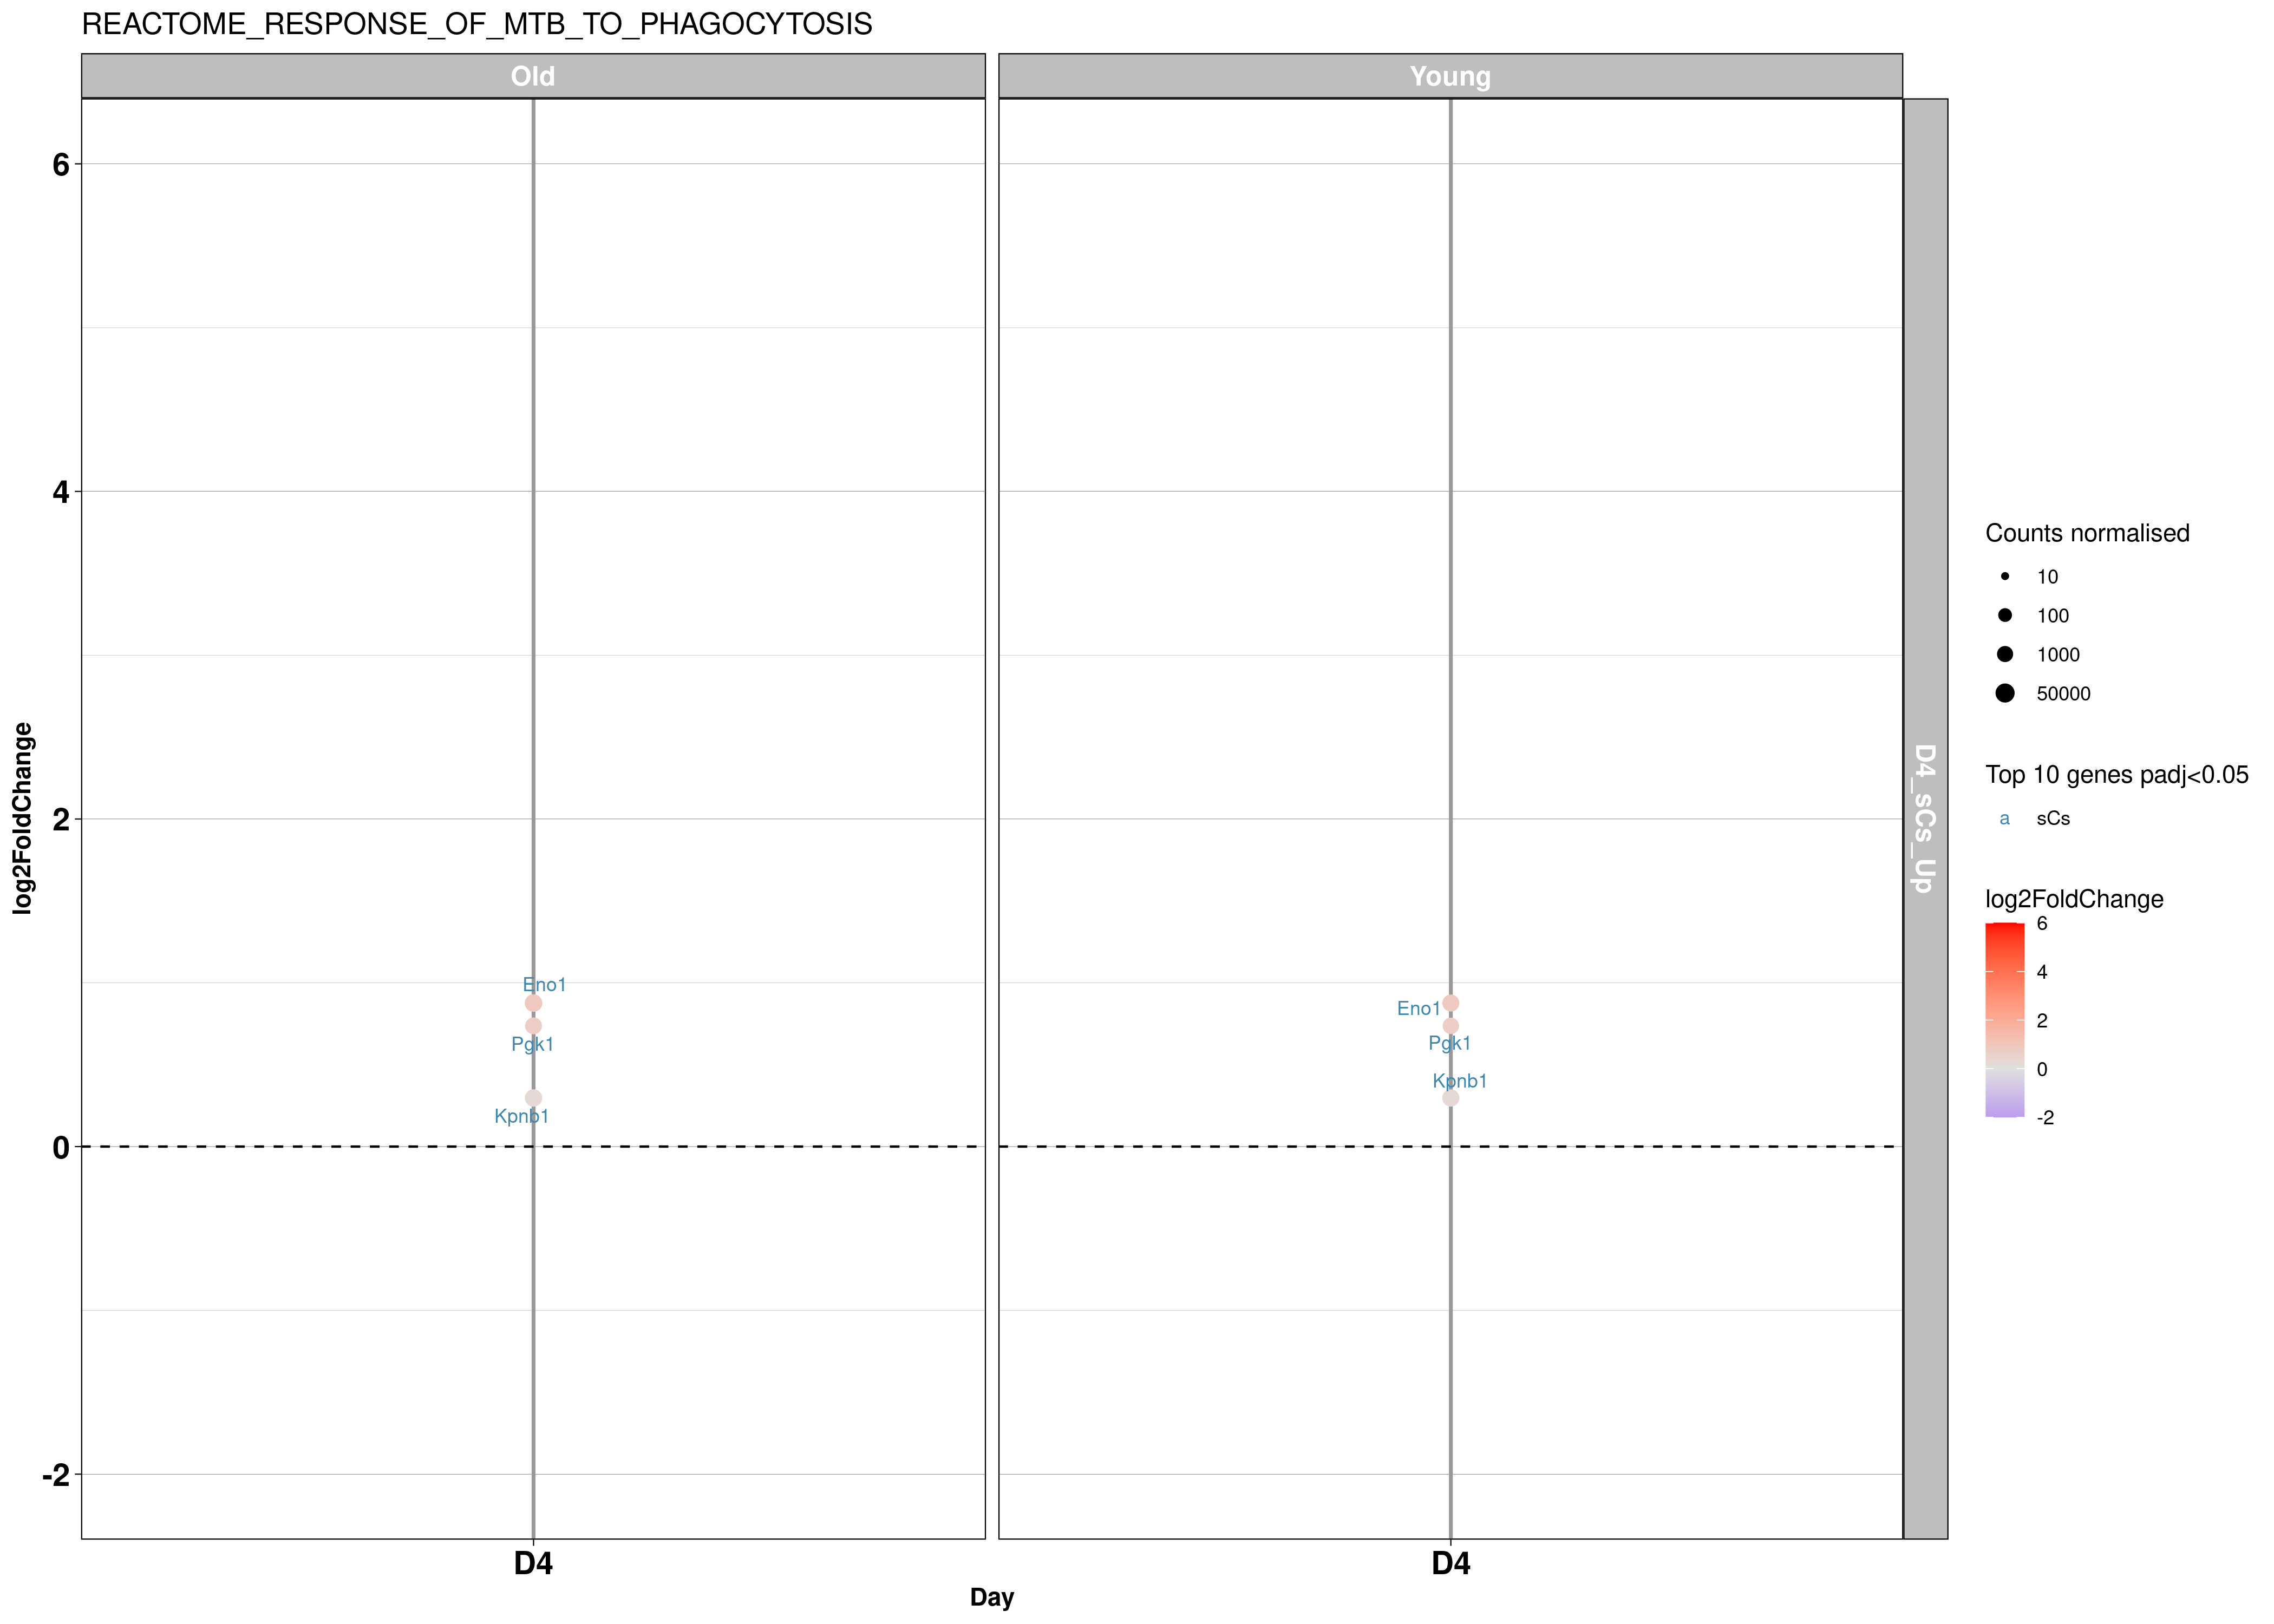 REACTOME_RESPONSE_OF_MTB_TO_PHAGOCYTOSIS
Old
Young
6
4
2
0
-2
log2FoldChange
Eno1
Pgk1
Kpnb1
Eno1
Pgk1
Kpnb1
D4_sCs_Up
D4
D4
Day
Counts normalised
10
100
1000
50000
Top 10 genes padj<0.05
a sCs
log2FoldChange
6
4
2
0
-2